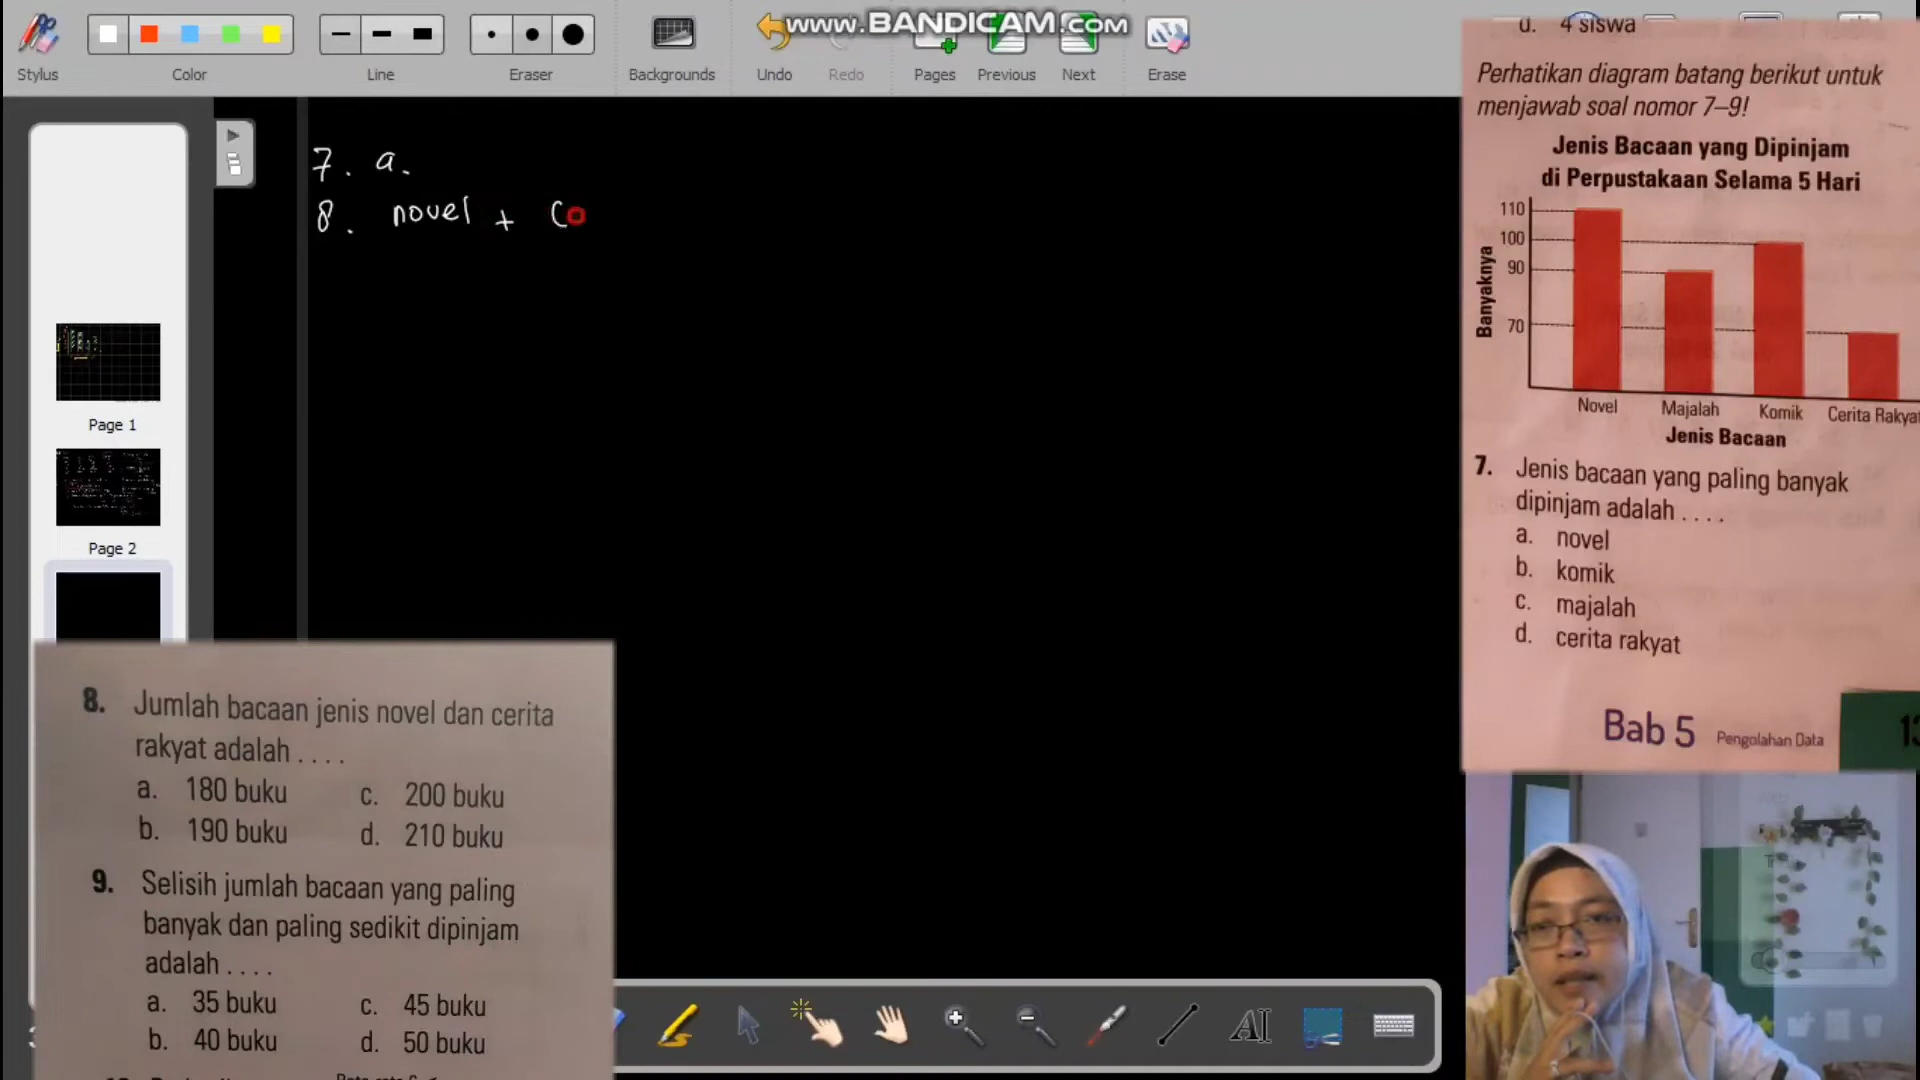 www.BANDICAM.com
Stylus
Color
Line
Eraser
Backgrounds
Undo
Redo
Pages
Previous
Next
Erase
7. a.
8. novel + C
Page 1
Page 2
d. 4 siswa
Perhatikan diagram batang berikut untuk
menjawab soal nomor 7–9!
Jenis Bacaan yang Dipinjam
di Perpustakaan Selama 5 Hari
Banyaknya
110
100
90
70
Novel
Majalah
Komik
Cerita Rakyat
Jenis Bacaan
7. Jenis bacaan yang paling banyak
dipinjam adalah . . . .
a. novel
b. komik
c. majalah
d. cerita rakyat
Bab 5 Pengolahan Data
8. Jumlah bacaan jenis novel dan cerita
rakyat adalah . . . .
a. 180 buku c. 200 buku
b. 190 buku d. 210 buku
9. Selisih jumlah bacaan yang paling
banyak dan paling sedikit dipinjam
adalah . . . .
a. 35 buku c. 45 buku
b. 40 buku d. 50 buku